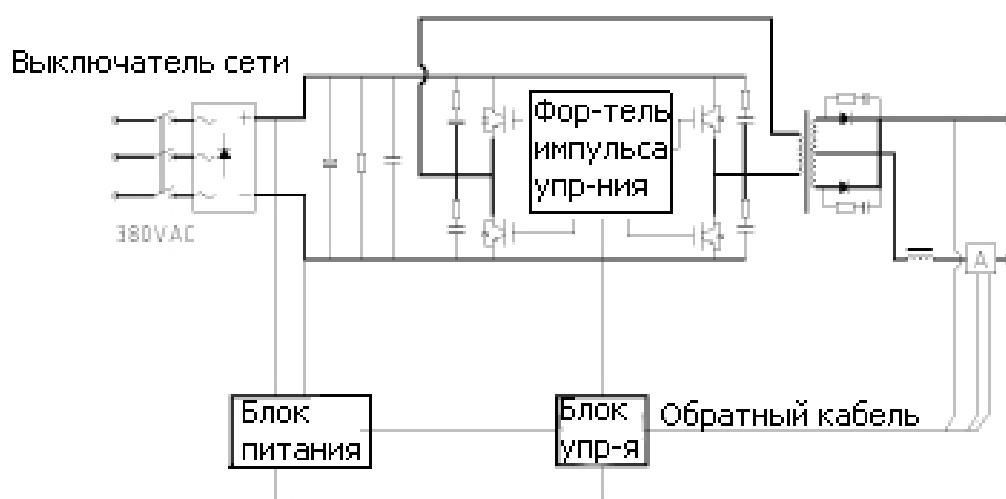 Выключатель сети
Фор-тель
импульса
упр-ния
+
−
380VAC
A
Блок
питания
Блок
упр-я
Обратный кабель